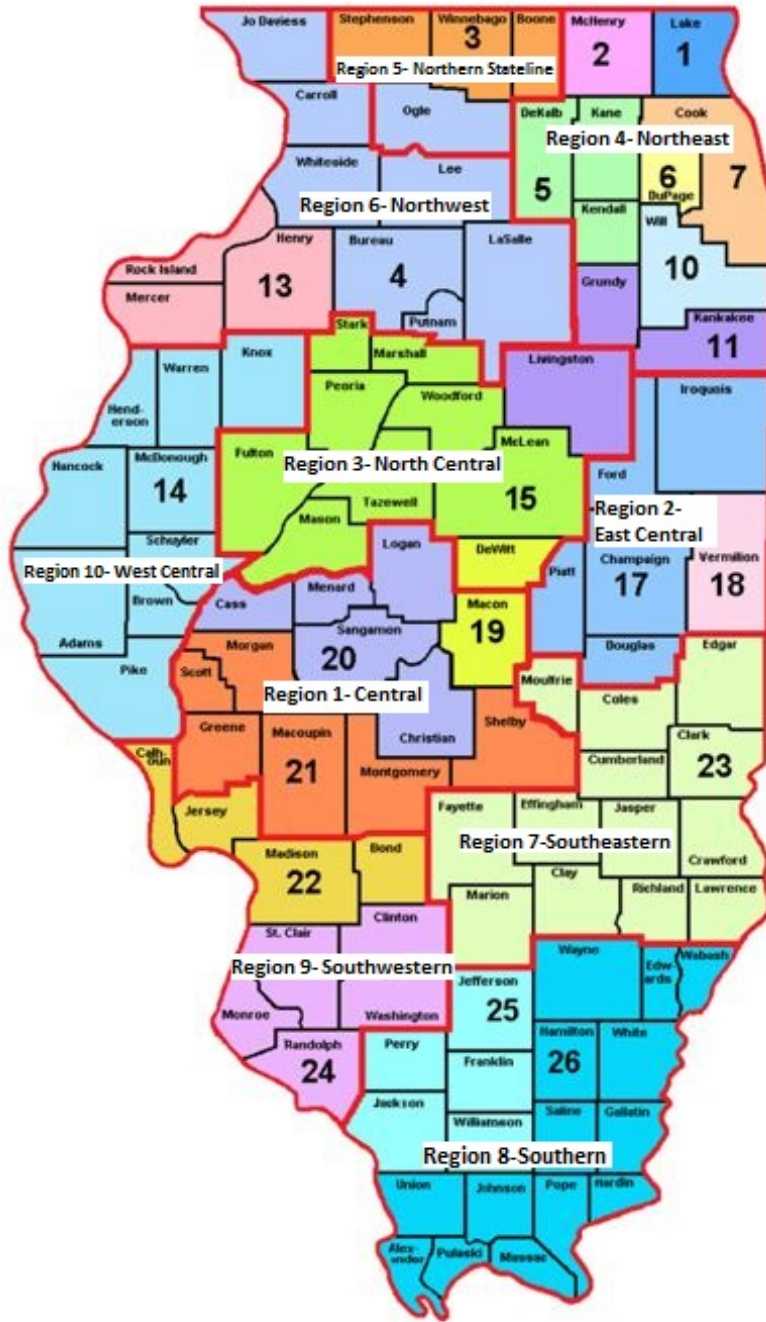 Jo Daviess
Stephenson
Winnebago
Boone
McHenry
Lake
3
2
1
Region 5- Northern Stateline
Carroll
Ogle
DeKalb
Kane
Cook
Region 4- Northeast
Whiteside
Lee
5
6
7
DuPage
Region 6- Northwest
Kendall
Will
Henry
Bureau
LaSalle
Rock Island
13
4
10
Mercer
Grundy
Putnam
Kankakee
11
Stark
Marshall
Warren
Knox
Livingston
Peoria
Woodford
Iroquois
Hend-
erson
McLean
Hancock
McDonough
Fulton
Region 3- North Central
Ford
14
Tazewell
15
Mason
Region 2-
East Central
Schuyler
Logan
DeWitt
Champaign
Vermilion
Region 10- West Central
Menard
Piatt
17
18
Brown
Cass
Macon
19
Adams
Sangamon
20
Douglas
Edgar
Morgan
Pike
Scott
Region 1- Central
Moultrie
Coles
Greene
Macoupin
Shelby
Christian
Clark
21
Montgomery
Cumberland
23
Calh-
oun
Jersey
Fayette
Effingham
Jasper
Region 7-Southeastern
Madison
Bond
Crawford
22
Clay
Marion
Richland
Lawrence
Clinton
St. Clair
Wayne
Wabash
Region 9- Southwestern
Jefferson
Edw-
ards
Monroe
Washington
25
Randolph
Perry
Hamilton
White
24
Franklin
26
Jackson
Williamson
Saline
Gallatin
Region 8-Southern
Union
Johnson
Pope
Hardin
Alex-
ander
Pulaski
Massac